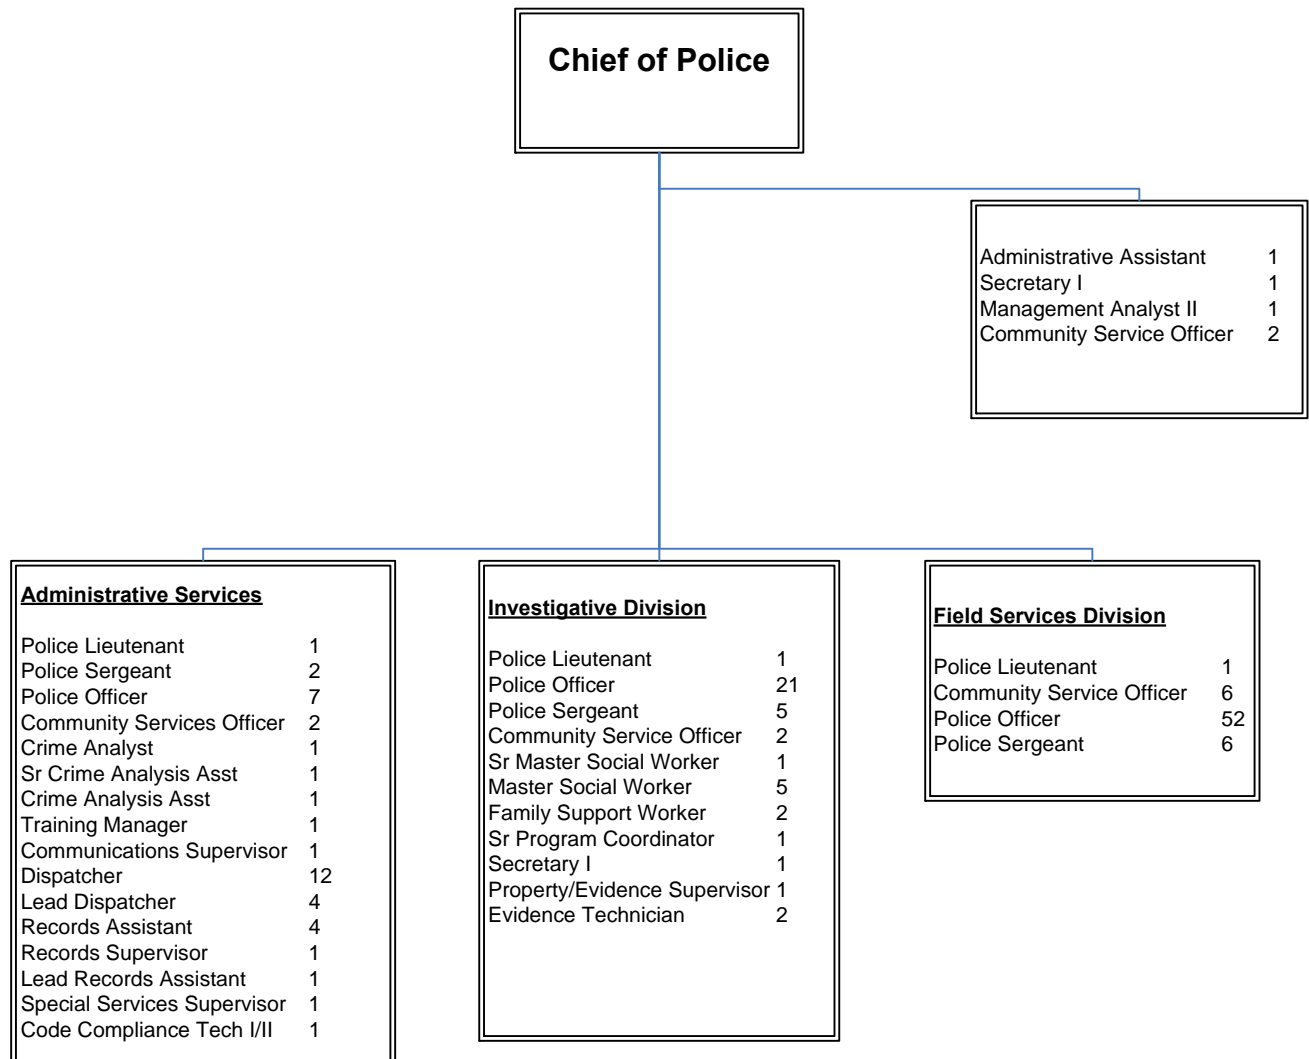 Chief of Police
Administrative Assistant 1
Secretary I 1
Management Analyst II 1
Community Service Officer 2
Administrative Services
Police Lieutenant 1
Police Sergeant 2
Police Officer 7
Community Services Officer 2
Crime Analyst 1
Sr Crime Analysis Asst 1
Crime Analysis Asst 1
Training Manager 1
Communications Supervisor 1
Dispatcher 12
Lead Dispatcher 4
Records Assistant 4
Records Supervisor 1
Lead Records Assistant 1
Special Services Supervisor 1
Code Compliance Tech I/II 1
Investigative Division
Police Lieutenant 1
Police Officer 21
Police Sergeant 5
Community Service Officer 2
Sr Master Social Worker 1
Master Social Worker 5
Family Support Worker 2
Sr Program Coordinator 1
Secretary I 1
Property/Evidence Supervisor 1
Evidence Technician 2
Field Services Division
Police Lieutenant 1
Community Service Officer 6
Police Officer 52
Police Sergeant 6